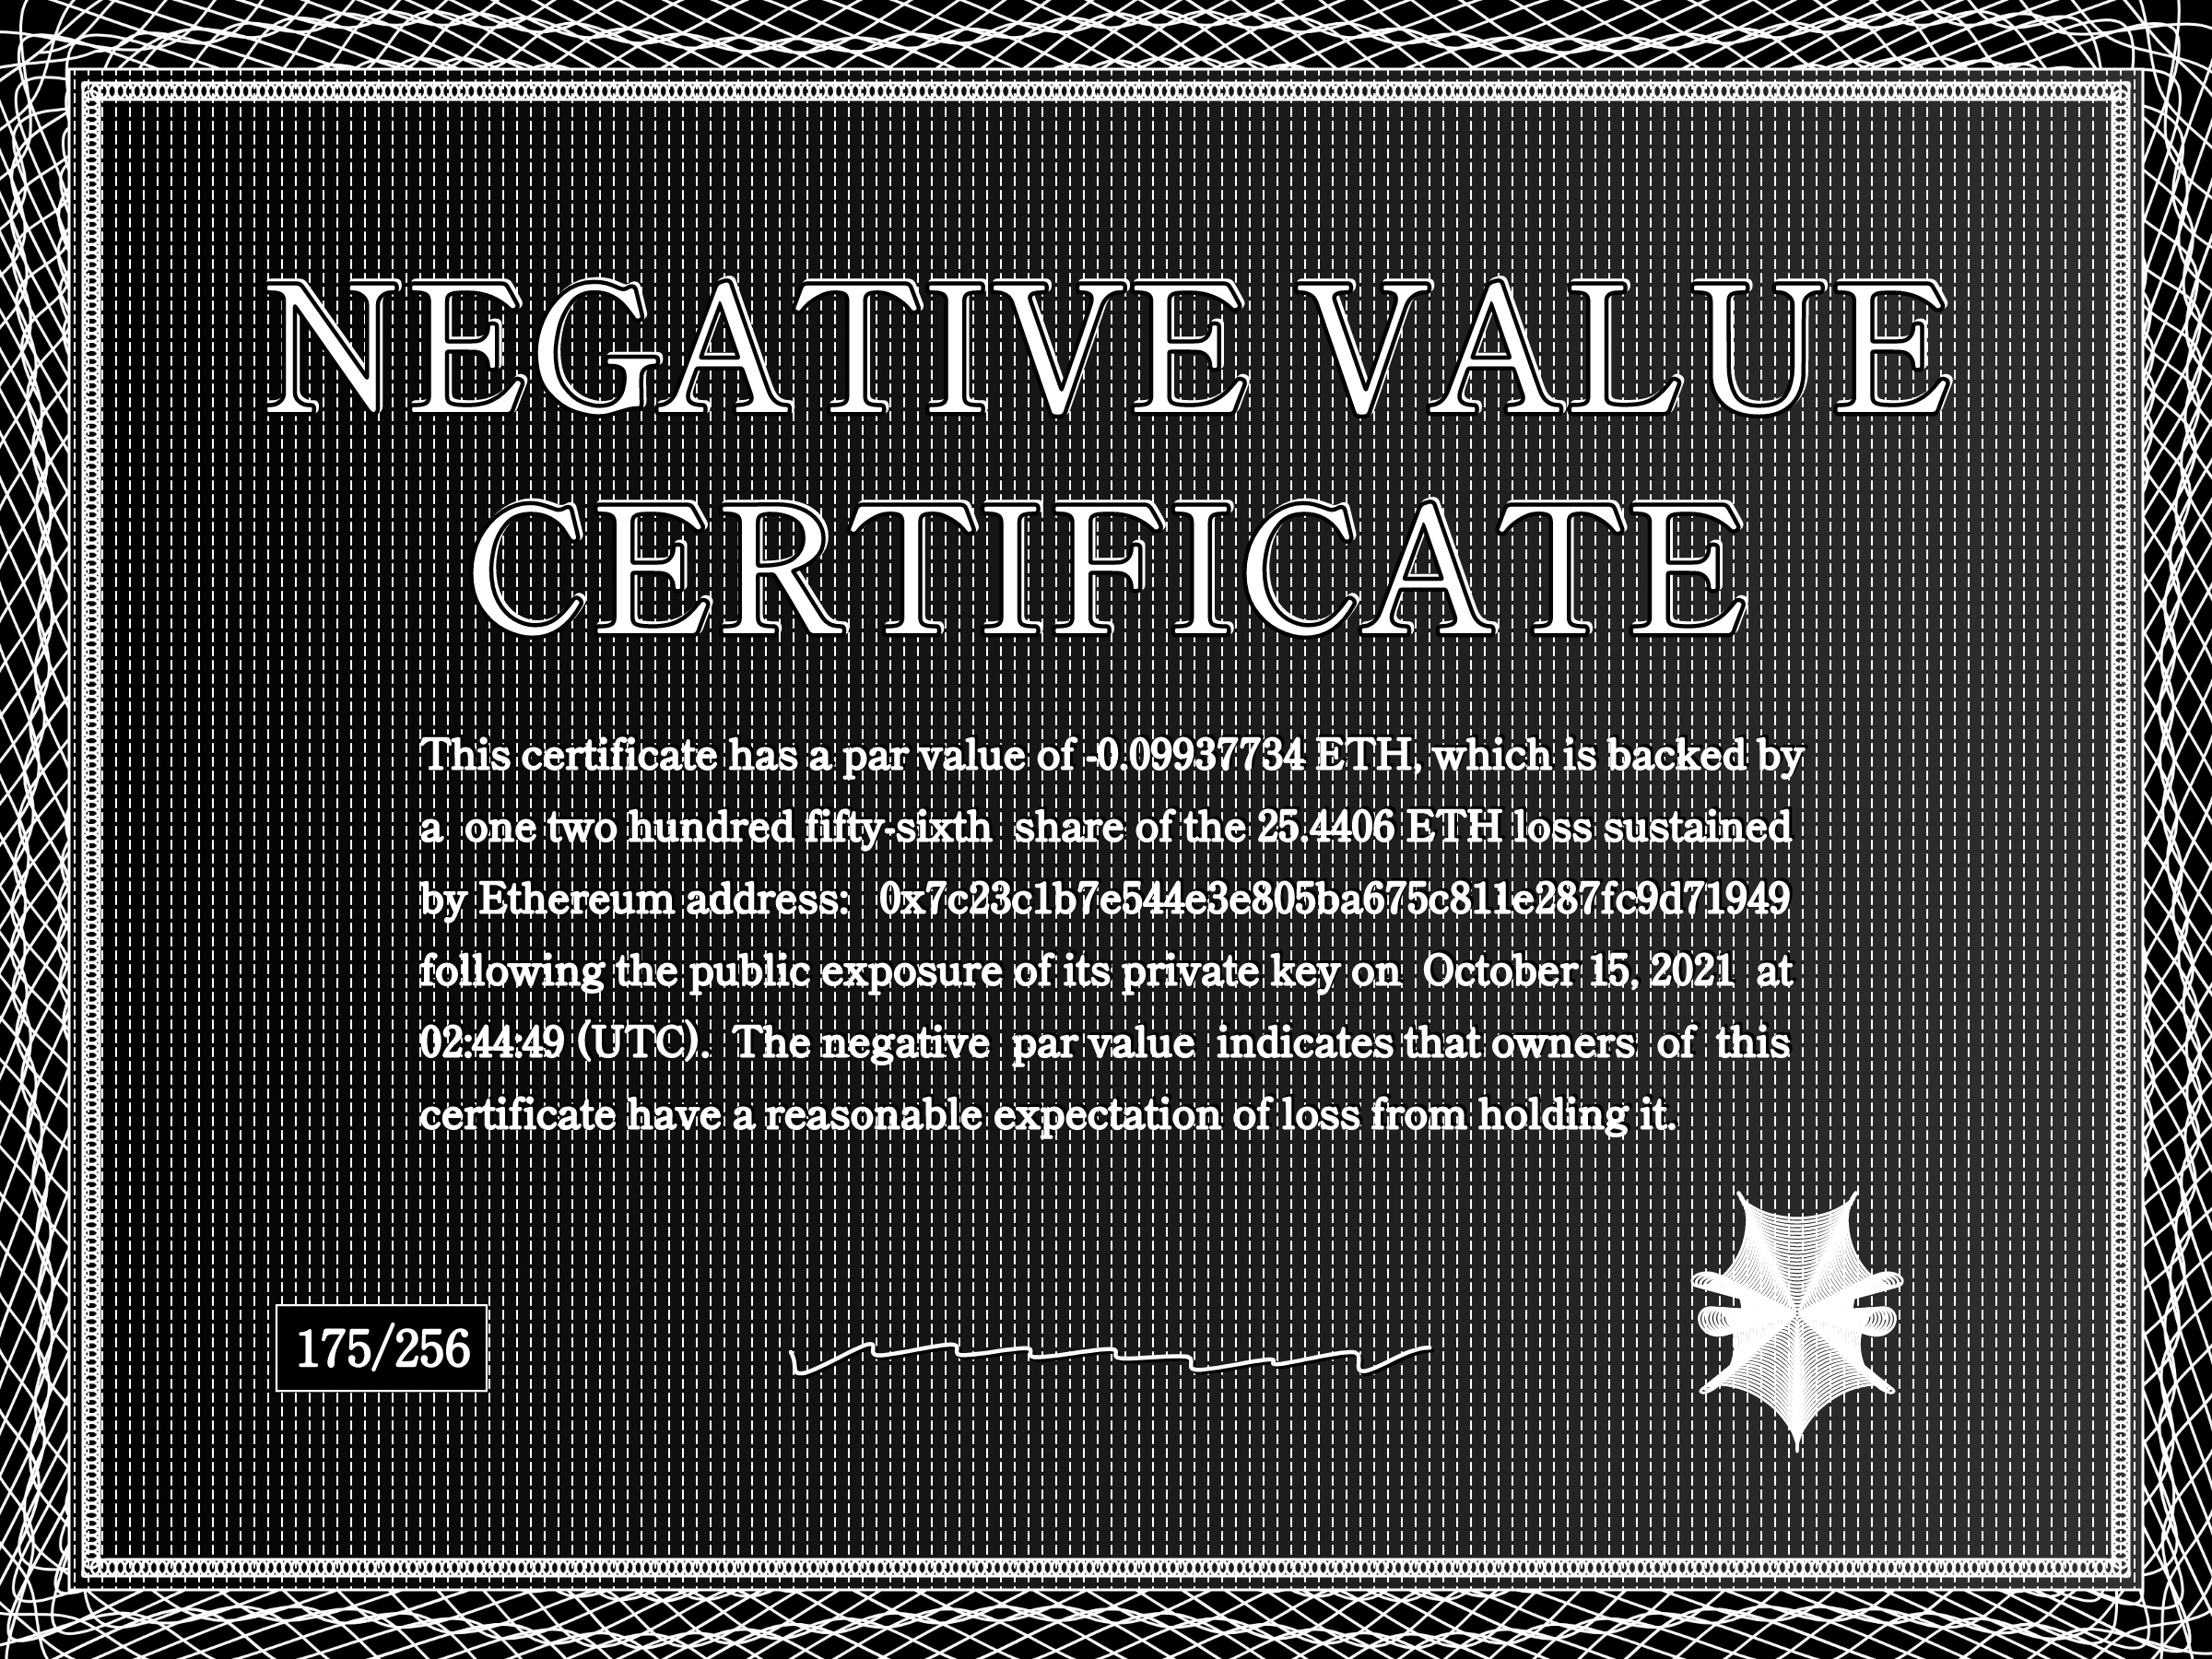 NEGATIVE VALUE
CERTIFICATE
This certificate has a par value of -0.09937734 ETH, which is backed by
a one two hundred fifty-sixth share of the 25.4406 ETH loss sustained
by Ethereum address: 0x7c23c1b7e544e3e805ba675c811e287fc9d71949
following the public exposure of its private key on October 15, 2021 at
02:44:49 (UTC). The negative par value indicates that owners of this
certificate have a reasonable expectation of loss from holding it.
175/256